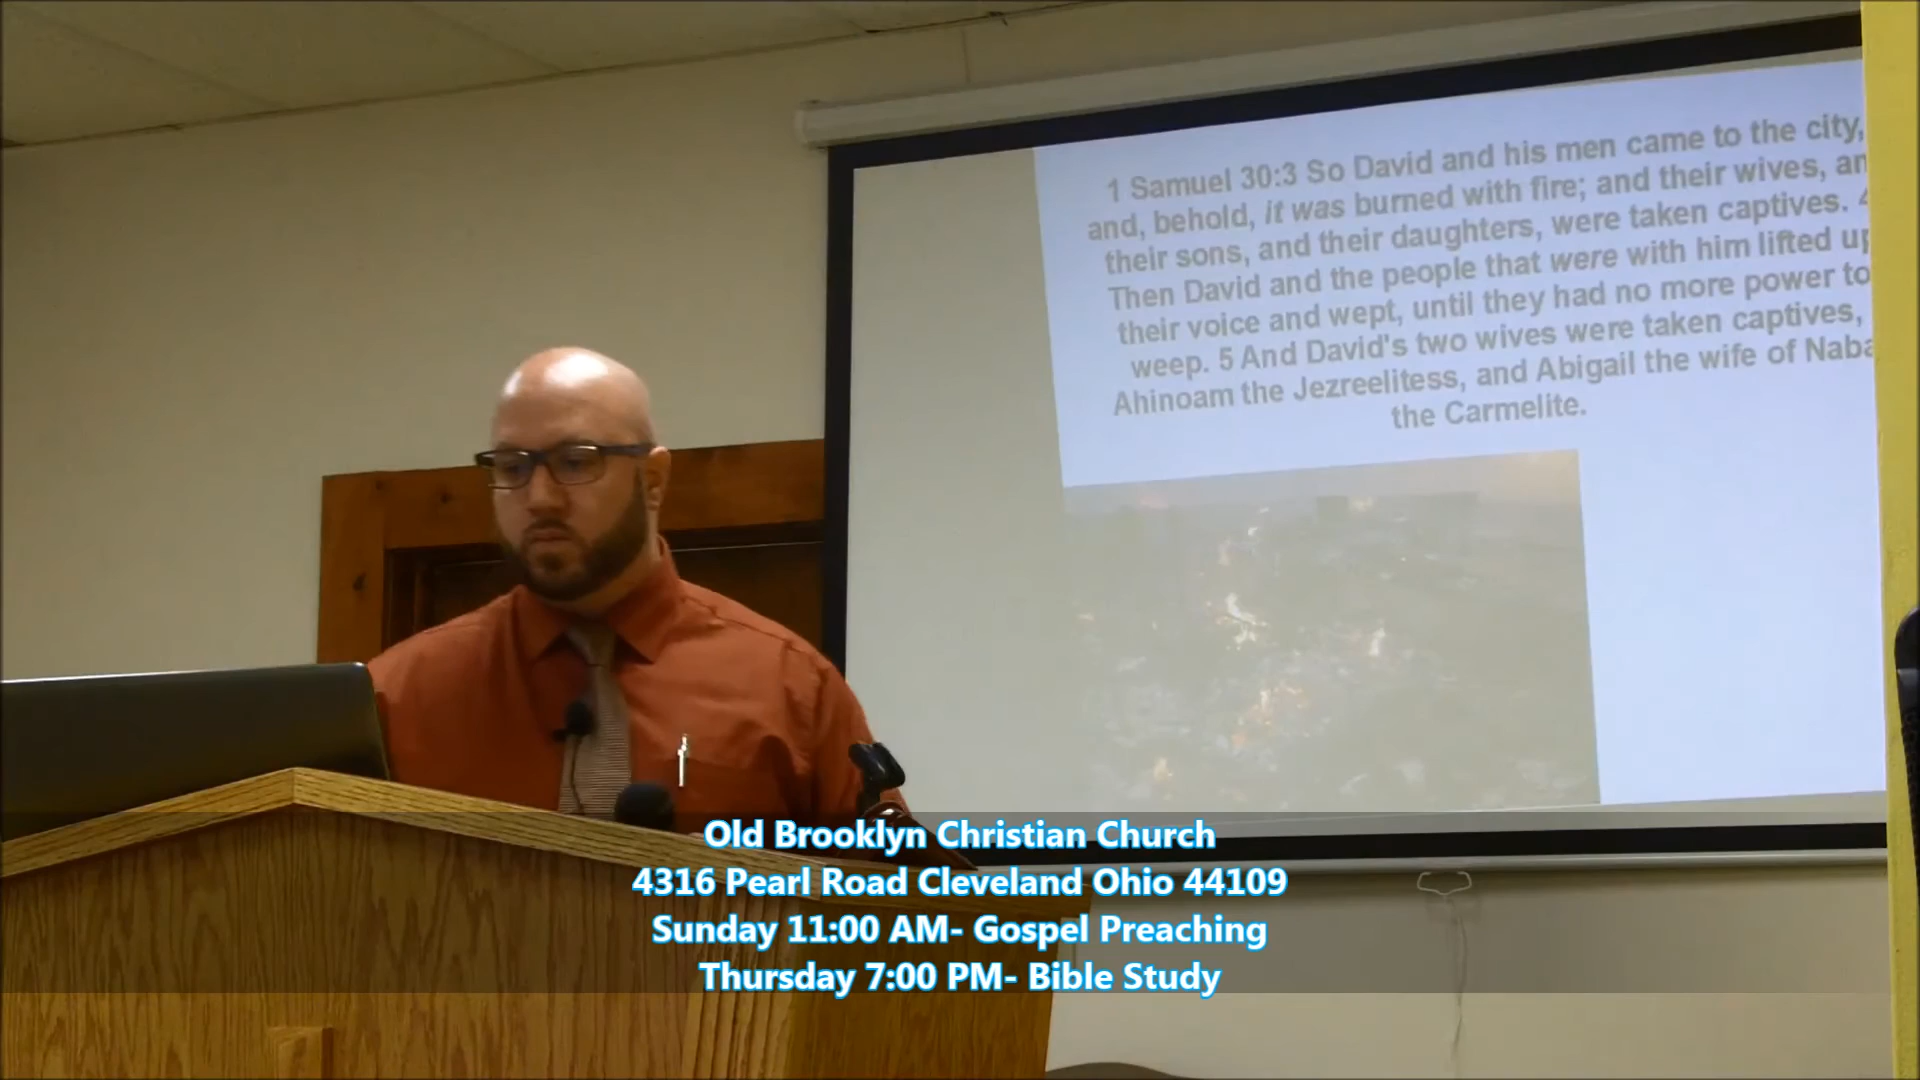 1 Samuel 30:3 So David and his men came to the city,
and, behold, it was burned with fire; and their wives,
their sons, and their daughters, were taken captives.
Then David and the people that were with him lifted
their voice and wept, until they had no more power to
weep. 5 And David's two wives were taken captives,
Ahinoam the Jezreelitess, and Abigail the wife of
the Carmelite.
Old Brooklyn Christian Church
4316 Pearl Road Cleveland Ohio 44109
Sunday 11:00 AM- Gospel Preaching
Thursday 7:00 PM- Bible Study